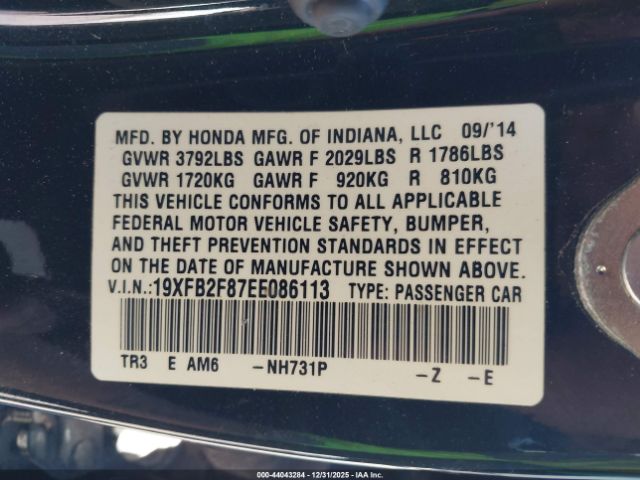 MFD. BY HONDA MFG. OF INDIANA, LLC 09/'14
GVWR 3792LBS GAWR F 2029LBS R 1786LBS
GVWR 1720KG GAWR F 920KG R 810KG
THIS VEHICLE CONFORMS TO ALL APPLICABLE
FEDERAL MOTOR VEHICLE SAFETY, BUMPER,
AND THEFT PREVENTION STANDARDS IN EFFECT
ON THE DATE OF MANUFACTURE SHOWN ABOVE.
V.I.N.:19XFB2F87EE086113 TYPE: PASSENGER CAR
TR3 E AM6 -NH731P -Z -E
000-44043284 - 12/31/2025 - IAA Inc.